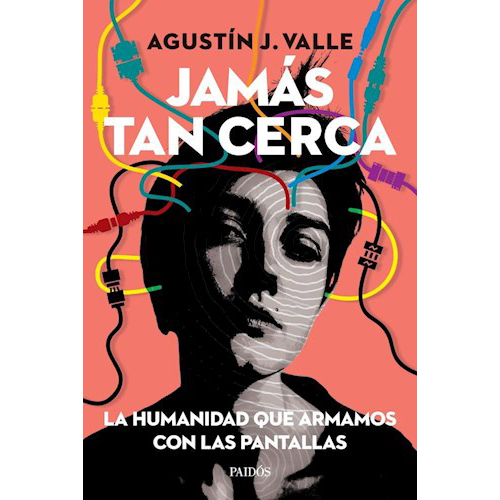 AGUSTÍN J. VALLE
JAMÁS
TAN CERCA
LA HUMANIDAD QUE ARMAMOS
CON LAS PANTALLAS
PAIDÓS